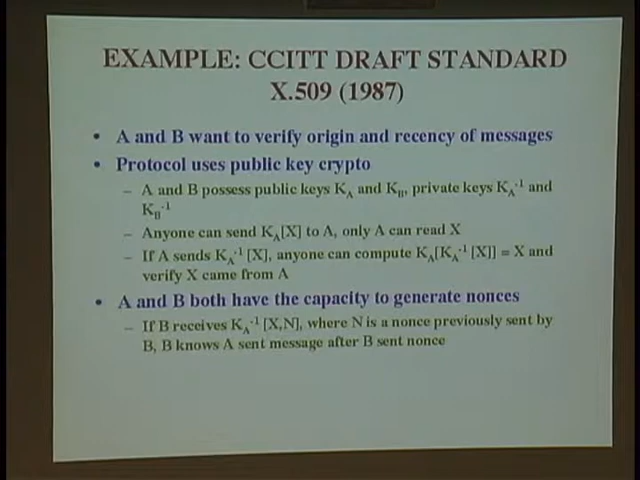 EXAMPLE: CCITT DRAFT STANDARD
X.509 (1987)
• A and B want to verify origin and recency of messages
• Protocol uses public key crypto
– A and B possess public keys K_A and K_B, private keys K_A^-1 and
K_B^-1
– Anyone can send K_A[X] to A, only A can read X
– If A sends K_A^-1 [X], anyone can compute K_A[K_A^-1 [X]] = X and
verify X came from A
• A and B both have the capacity to generate nonces
– If B receives K_A^-1 [X,N], where N is a nonce previously sent by
B, B knows A sent message after B sent nonce